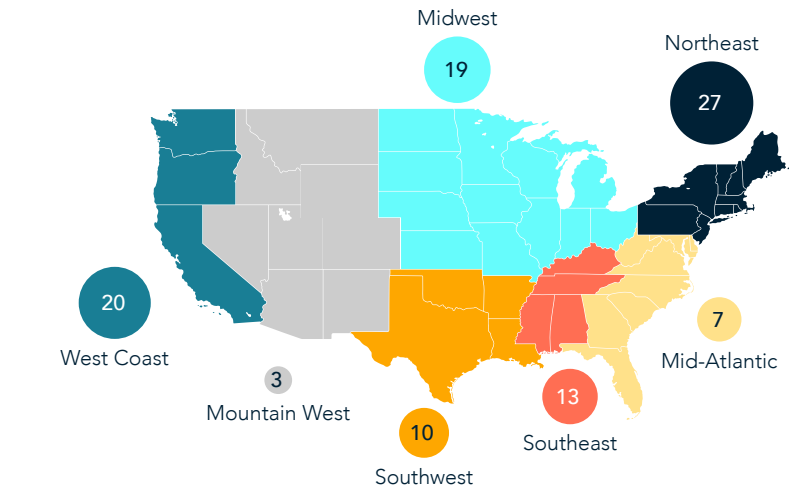 Midwest
19
Northeast
27
20
West Coast
3
Mountain West
10
Southwest
13
Southeast
7
Mid-Atlantic